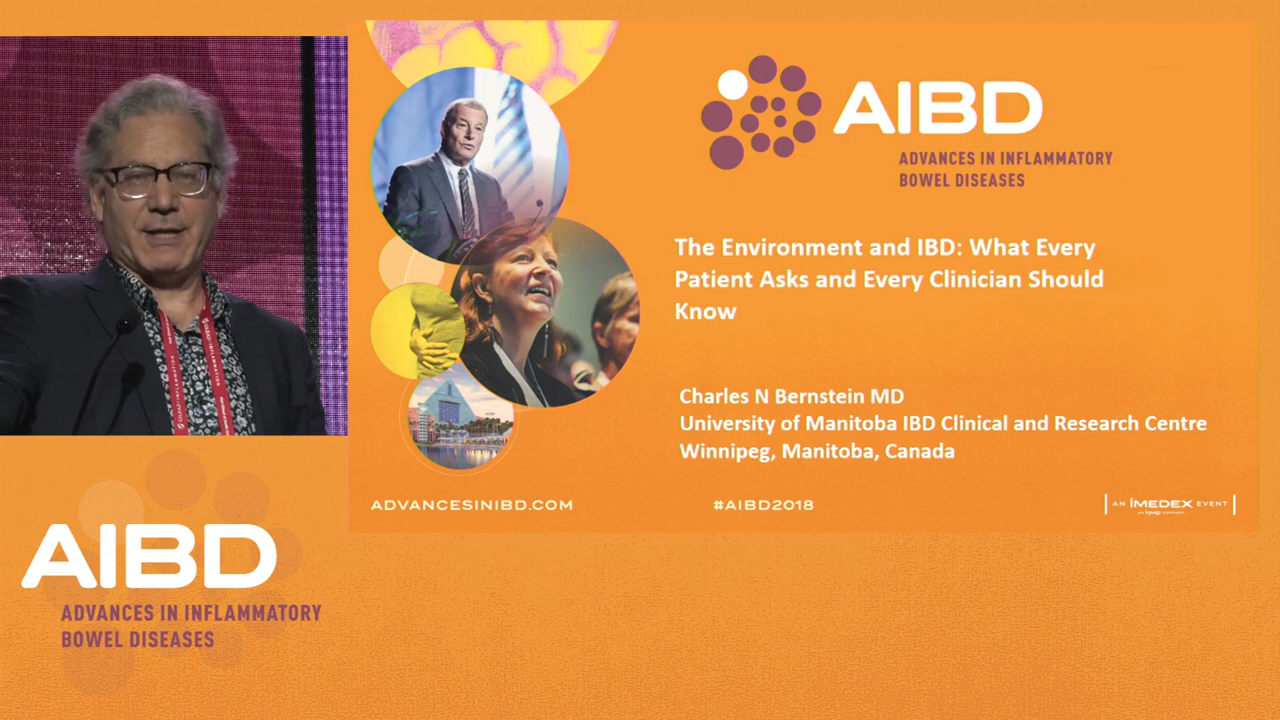 AIBD
ADVANCES IN INFLAMMATORY
BOWEL DISEASES
The Environment and IBD: What Every
Patient Asks and Every Clinician Should
Know
Charles N Bernstein MD
University of Manitoba IBD Clinical and Research Centre
Winnipeg, Manitoba, Canada
ADVANCESINIBD.COM
#AIBD2018
AN IMEDEX EVENT
AIBD
ADVANCES IN INFLAMMATORY
BOWEL DISEASES